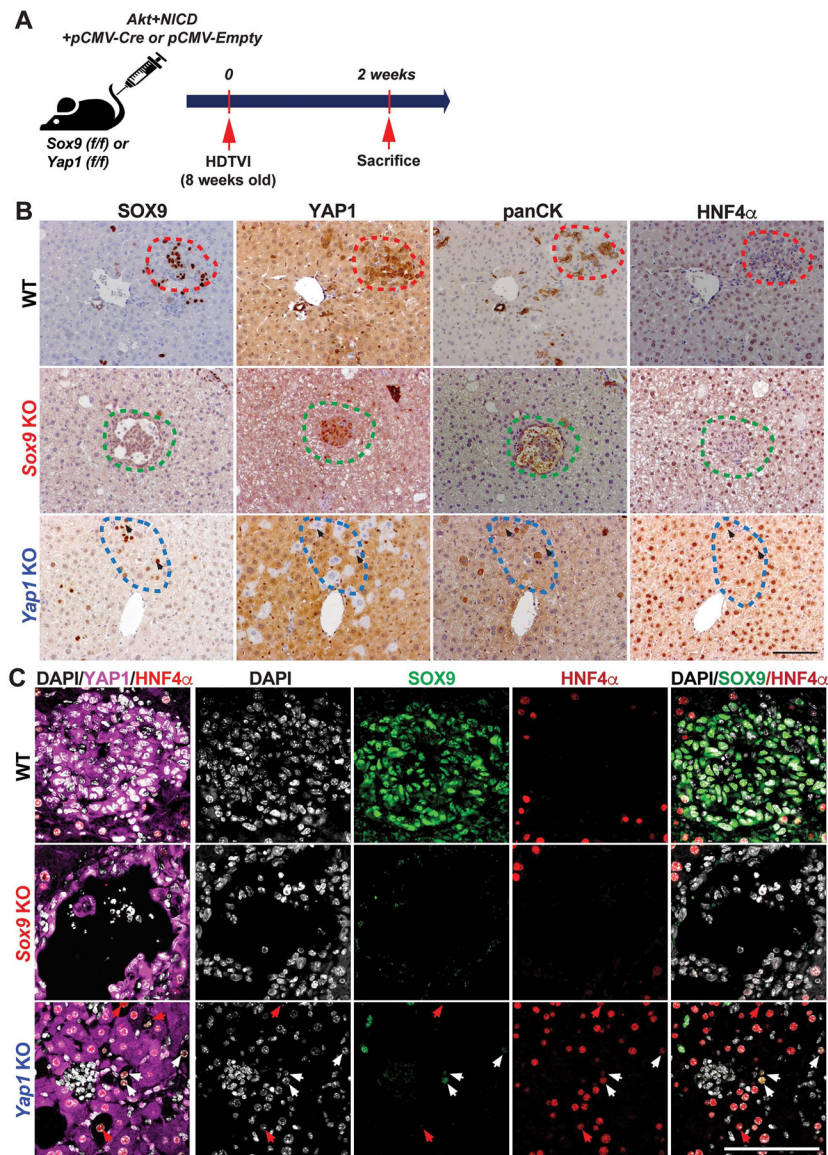 A
Akt+NICD
+pCMV-Cre or pCMV-Empty
0
2 weeks
Sox9 (f/f) or
Yap1 (f/f)
HDTVI
(8 weeks old)
Sacrifice
B
SOX9
YAP1
panCK
HNF4α
WT
Sox9 KO
Yap1 KO
C
DAPI/YAP1/HNF4α
DAPI
SOX9
HNF4α
DAPI/SOX9/HNF4α
WT
Sox9 KO
Yap1 KO